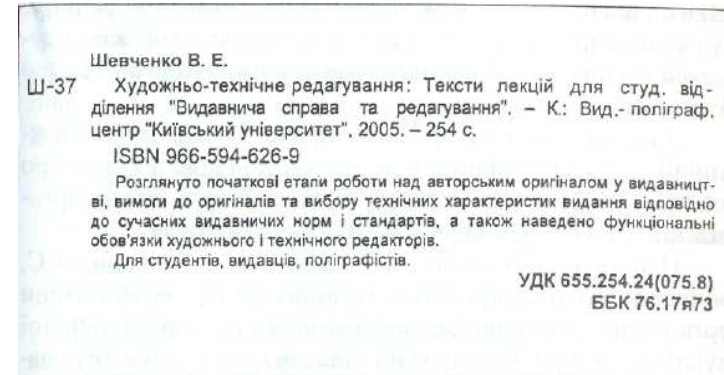 Шевченко В. Е.
Ш-37 Художньо-технічне редагування: Тексти лекцій для студ. від-
ділення "Видавнича справа та редагування". – К.: Вид.- поліграф.
центр "Київський університет", 2005. – 254 с.
ISBN 966-594-626-9
Розглянуто початкові етапи роботи над авторським оригіналом у видавницт-
ві, вимоги до оригіналів та вибору технічних характеристик видання відповідно
до сучасних видавничих норм і стандартів, а також наведено функціональні
обов'язки художнього і технічного редакторів.
Для студентів, видавців, поліграфістів.
УДК 655.254.24(075.8)
ББК 76.17я73